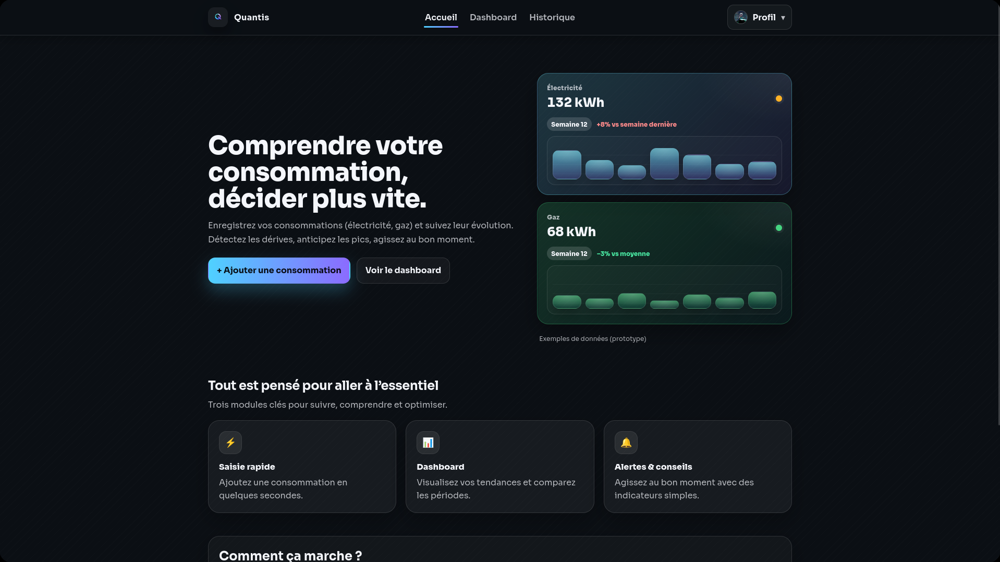 Quantis
Accueil
Dashboard
Historique
Profil ▾
Comprendre votre
consommation,
décider plus vite.
Enregistrez vos consommations (électricité, gaz) et suivez leur évolution.
Détectez les dérives, anticipez les pics, agissez au bon moment.
+ Ajouter une consommation
Voir le dashboard
Électricité
132 kWh
Semaine 12
+8% vs semaine dernière
Gaz
68 kWh
Semaine 12
−3% vs moyenne
Exemples de données (prototype)
Tout est pensé pour aller à l’essentiel
Trois modules clés pour suivre, comprendre et optimiser.
Saisie rapide
Ajoutez une consommation en
quelques secondes.
Dashboard
Visualisez vos tendances et comparez
les périodes.
Alertes & conseils
Agissez au bon moment avec des
indicateurs simples.
Comment ça marche ?